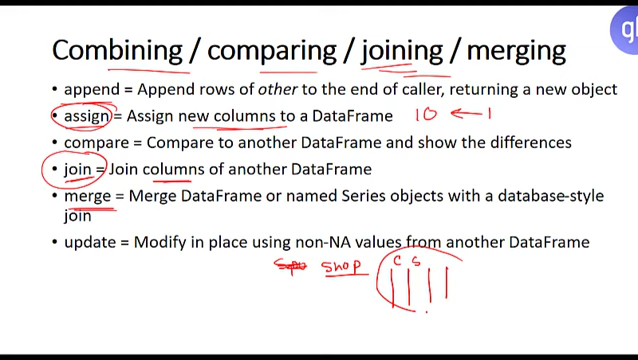 Combining / comparing / joining / merging
• append = Append rows of other to the end of caller, returning a new object
• assign = Assign new columns to a DataFrame 10 ← 1
• compare = Compare to another DataFrame and show the differences
• join = Join columns of another DataFrame
• merge = Merge DataFrame or named Series objects with a database-style
join
• update = Modify in place using non-NA values from another DataFrame
shop
C S